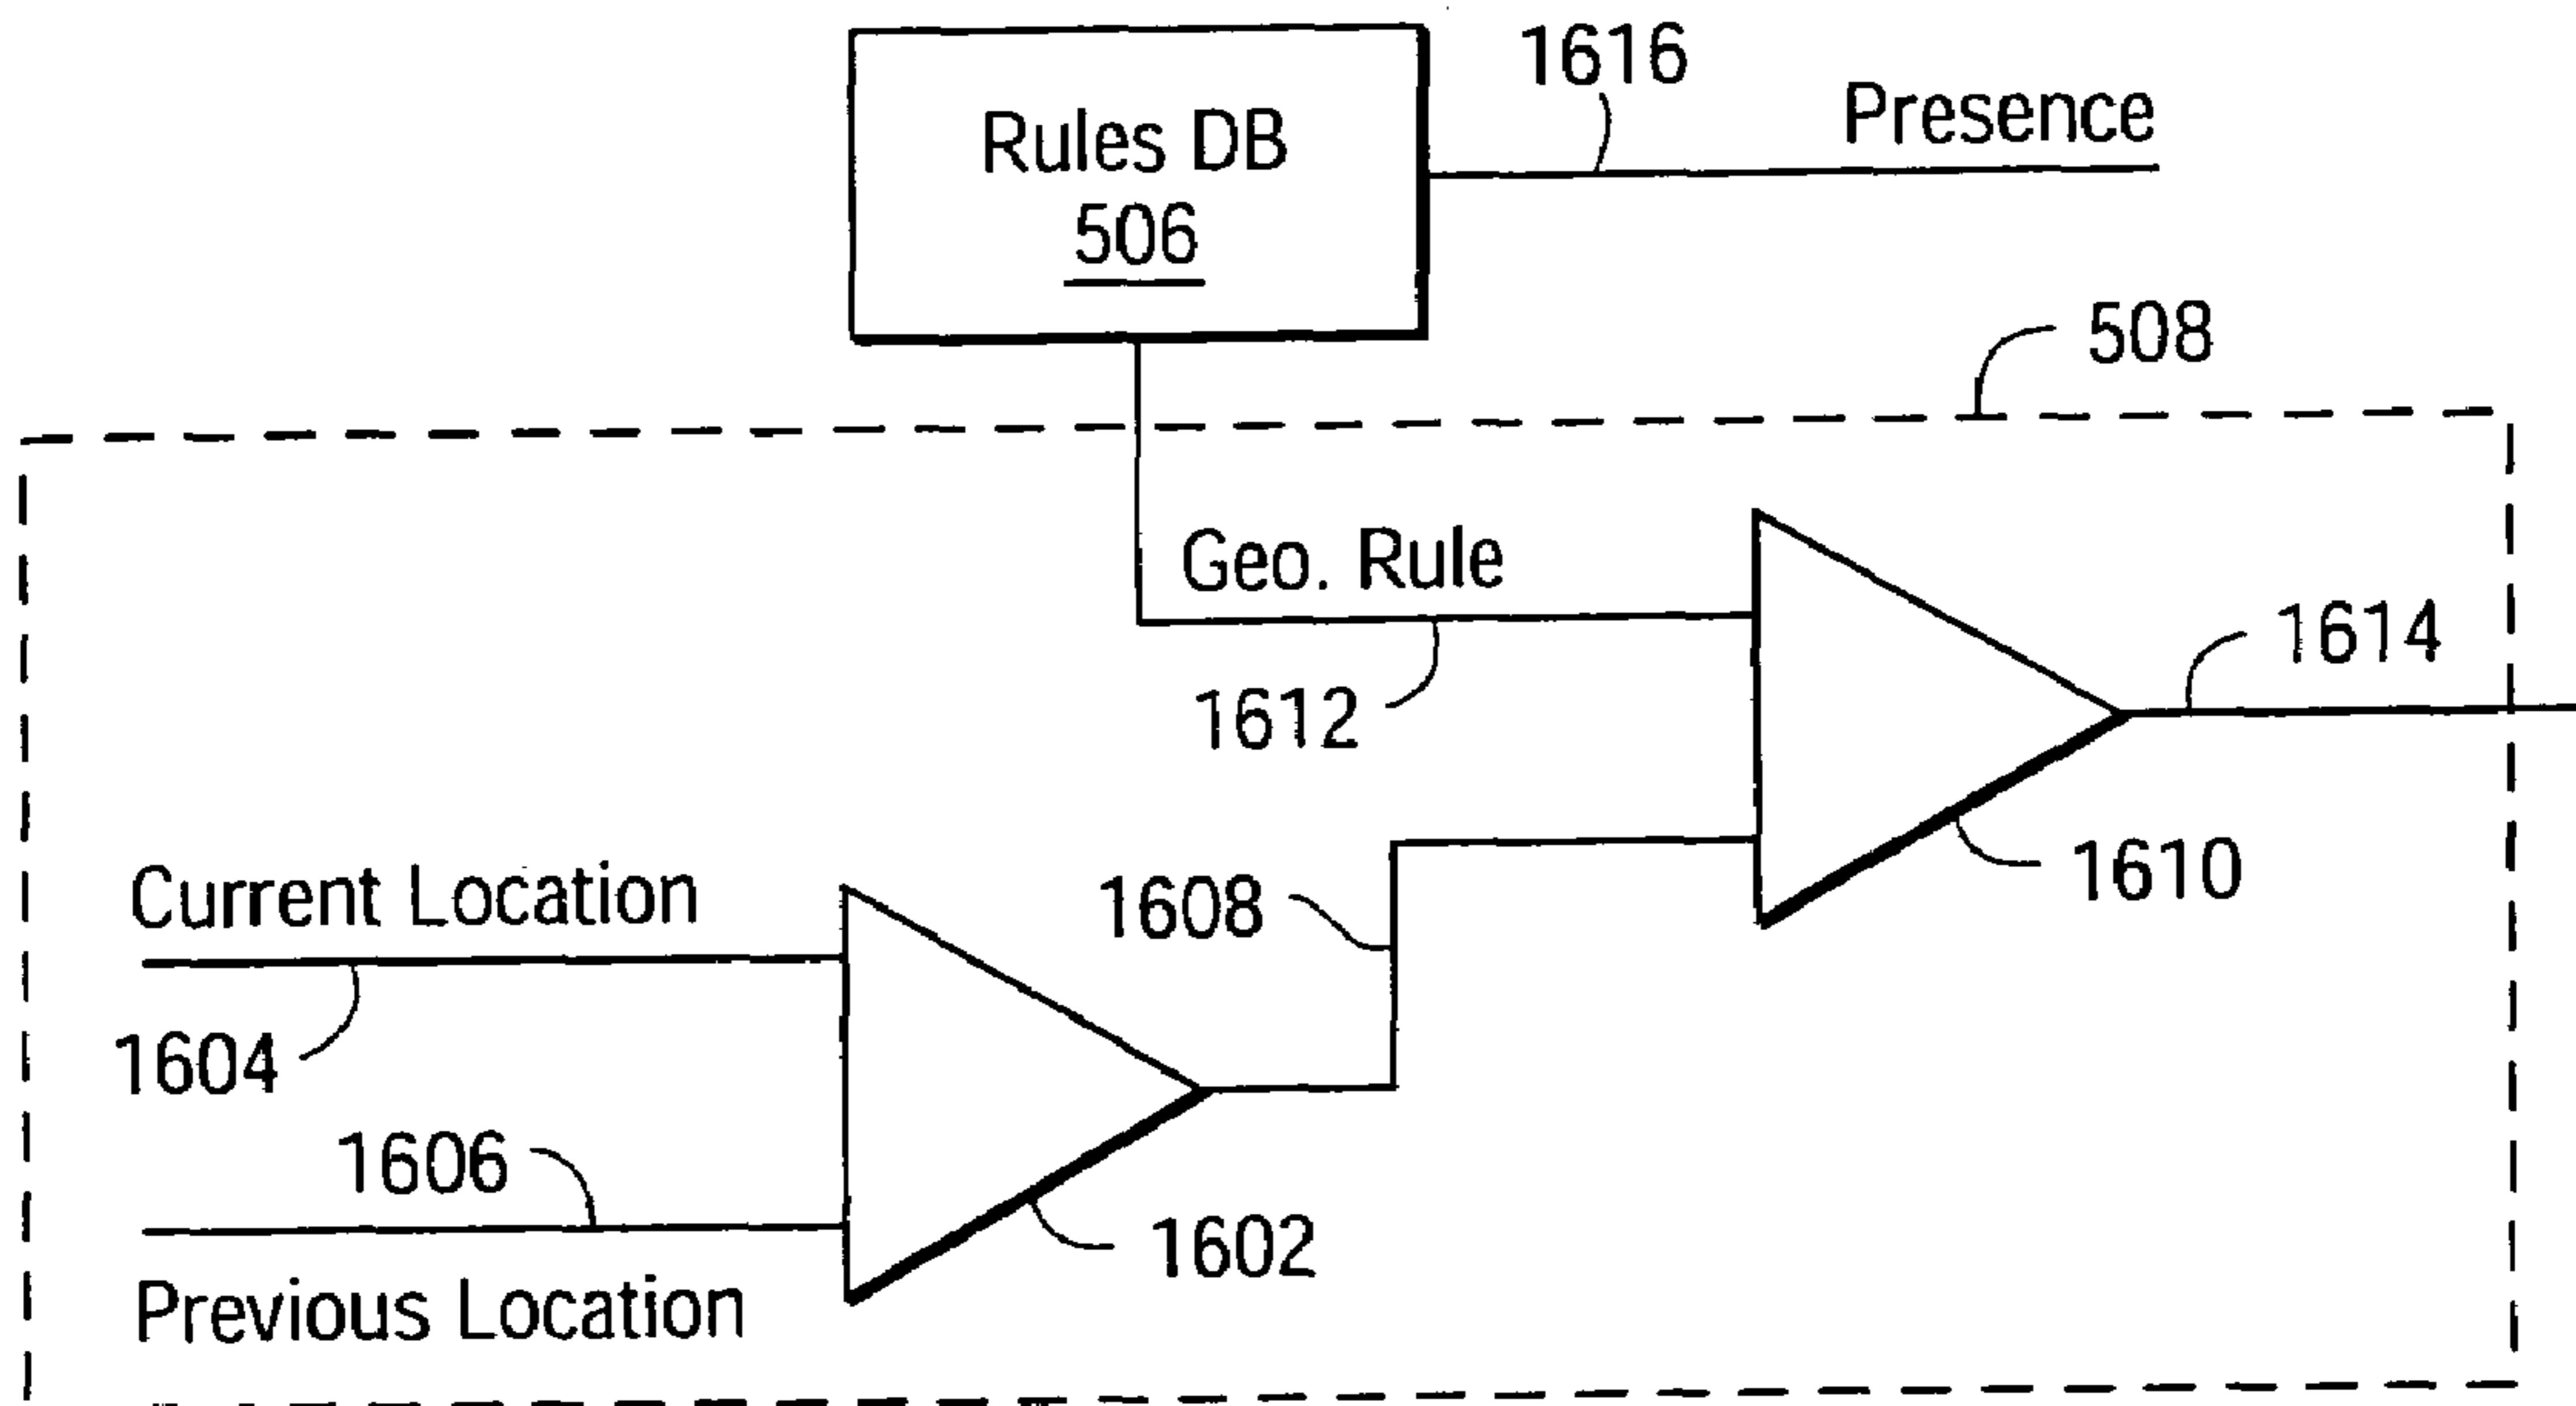 1616
Presence
Rules DB
506
508
Geo. Rule
1612
1614
1610
Current Location
1608
1604
1606
1602
Previous Location